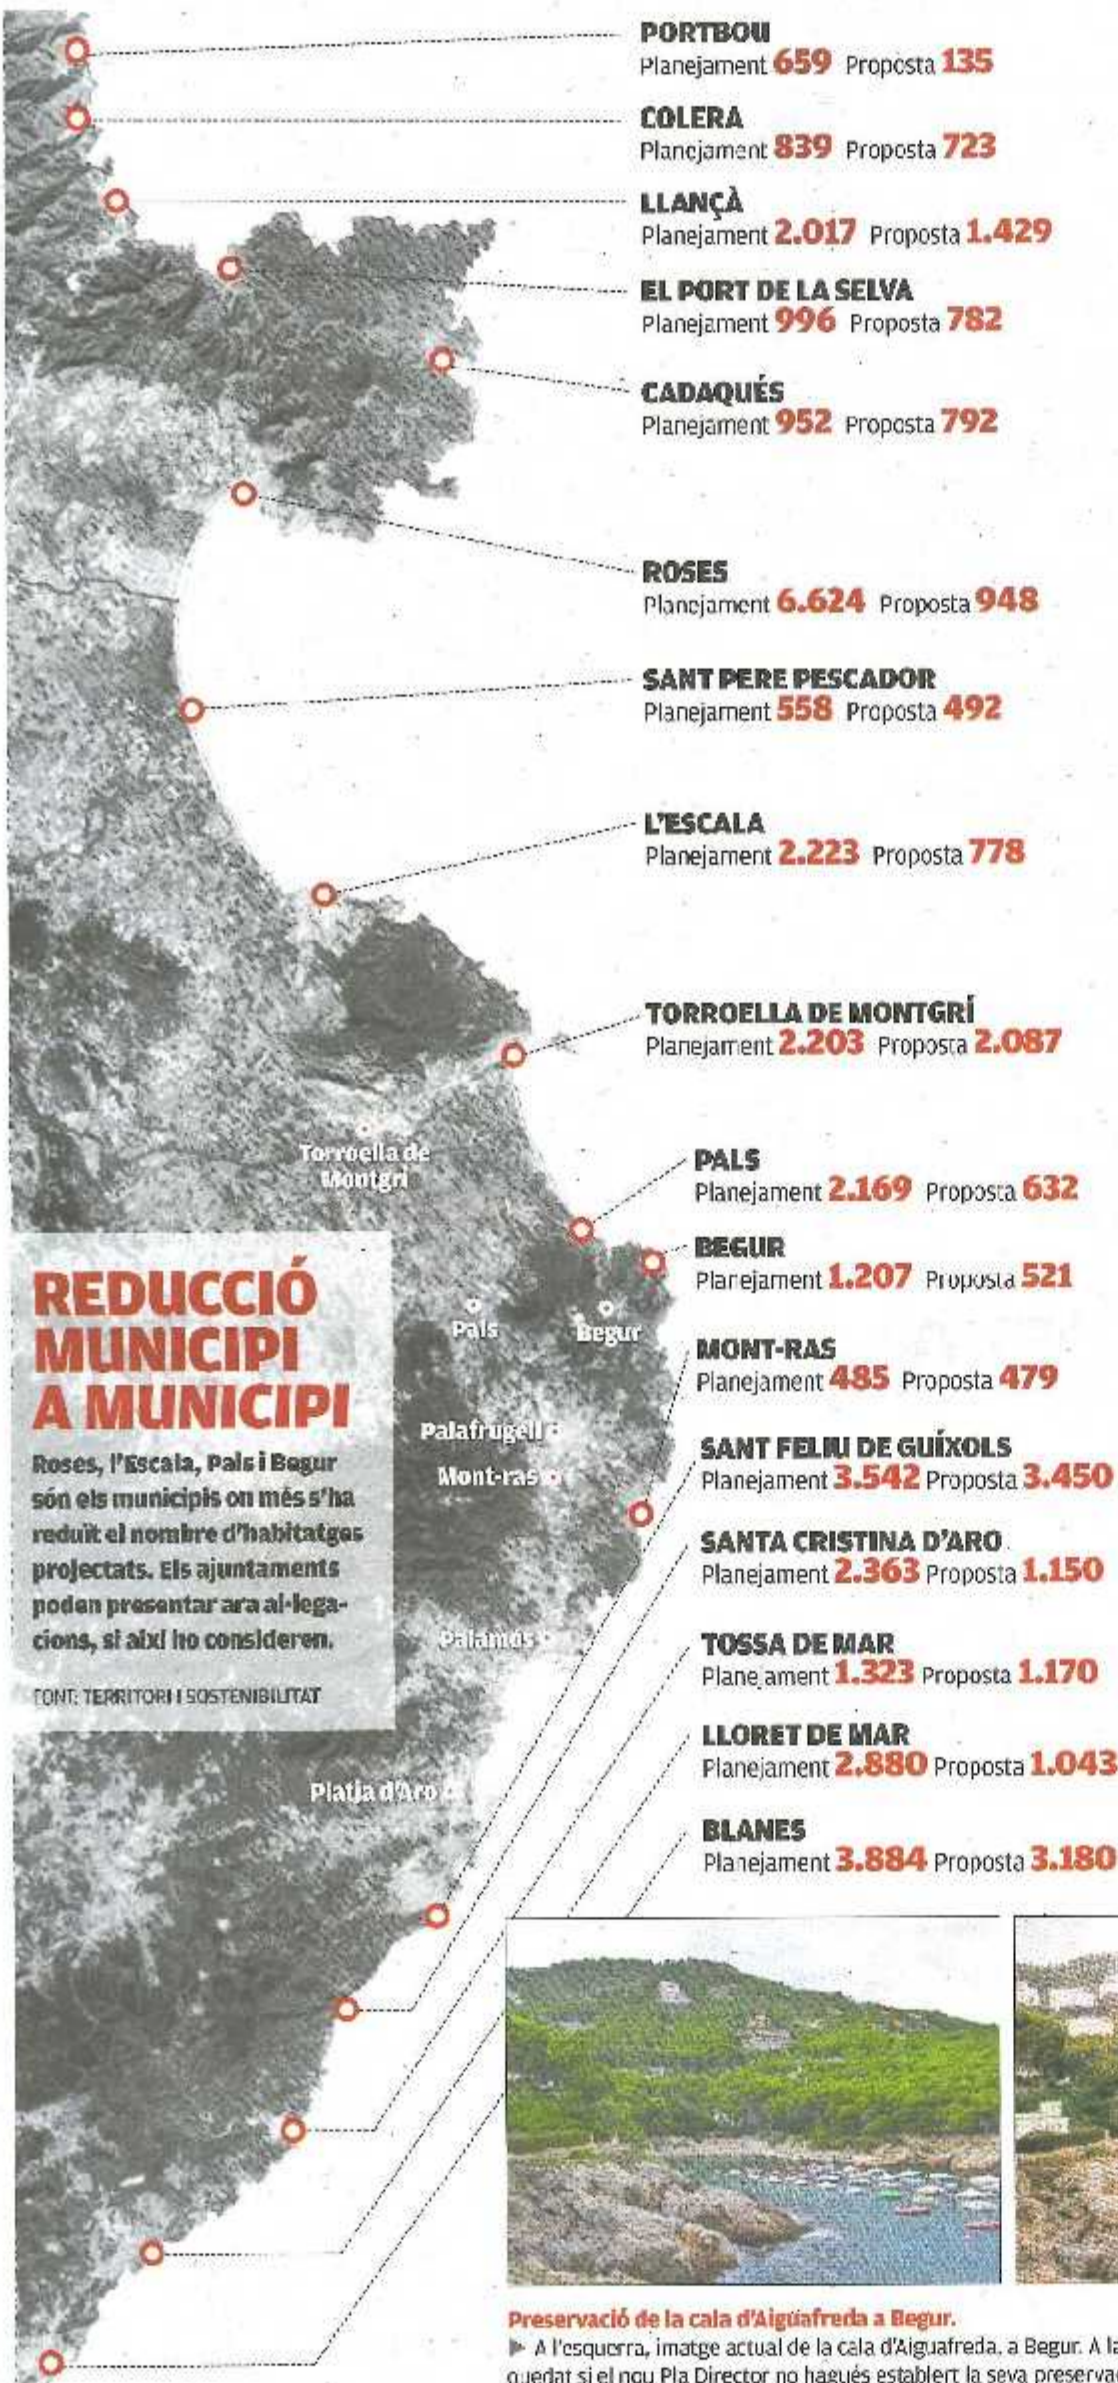 PORTBOU
Planejament 659 Proposta 135
COLERA
Planejament 839 Proposta 723
LLANÇÀ
Planejament 2.017 Proposta 1.429
EL PORT DE LA SELVA
Planejament 996 Proposta 782
CADAQUÉS
Planejament 952 Proposta 792
ROSES
Planejament 6.624 Proposta 948
SANT PERE PESCADOR
Planejament 558 Proposta 492
L'ESCALA
Planejament 2.223 Proposta 778
TORROELLA DE MONTGRÍ
Planejament 2.203 Proposta 2.087
Torroella de
Montgrí
PALS
Planejament 2.169 Proposta 632
BEGUR
Planejament 1.207 Proposta 521
Pals
Begur
MONT-RAS
Planejament 485 Proposta 479
Palafrugell
Mont-ras
SANT FELIU DE GUÍXOLS
Planejament 3.542 Proposta 3.450
SANTA CRISTINA D'ARO
Planejament 2.363 Proposta 1.150
Palamós
TOSSA DE MAR
Planejament 1.323 Proposta 1.170
LLORET DE MAR
Planejament 2.880 Proposta 1.043
Platja d'Aro
BLANES
Planejament 3.884 Proposta 3.180
REDUCCIÓ
MUNICIPI
A MUNICIPI
Roses, l'Escala, Pals i Begur
són els municipis on més s'ha
reduït el nombre d'habitatges
projectats. Els ajuntaments
poden presentar ara al·lega-
cions, si així ho consideren.
FONT: TERRITORI I SOSTENIBILITAT
Preservació de la cala d'Aiguafreda a Begur.
▶ A l'esquerra, imatge actual de la cala d'Aiguafreda, a Begur. A la
quedat si el nou Pla Director no hagués establert la seva preservac